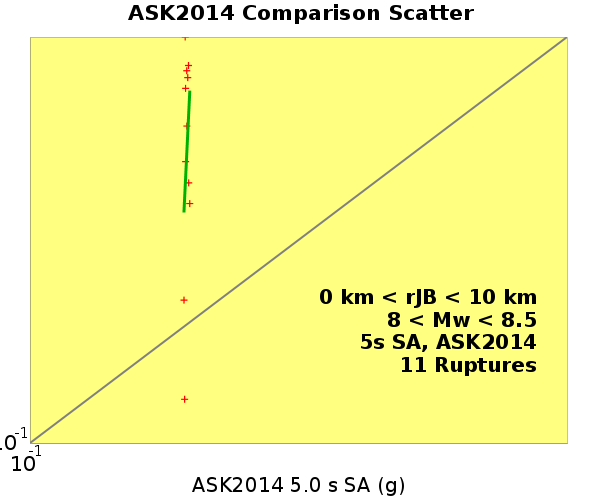 ASK2014 Comparison Scatter
0 km < rJB < 10 km
8 < Mw < 8.5
5s SA, ASK2014
11 Ruptures
10⁻¹
10⁻¹
ASK2014 5.0 s SA (g)